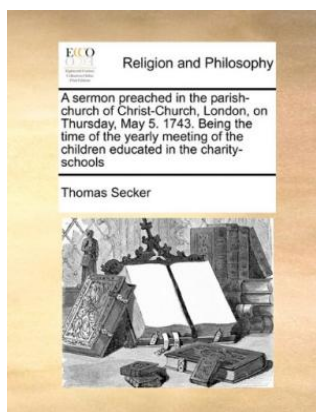 ECCO
Religion and Philosophy
A sermon preached in the parish-
church of Christ-Church, London, on
Thursday, May 5. 1743. Being the
time of the yearly meeting of the
children educated in the charity-
schools
Thomas Secker